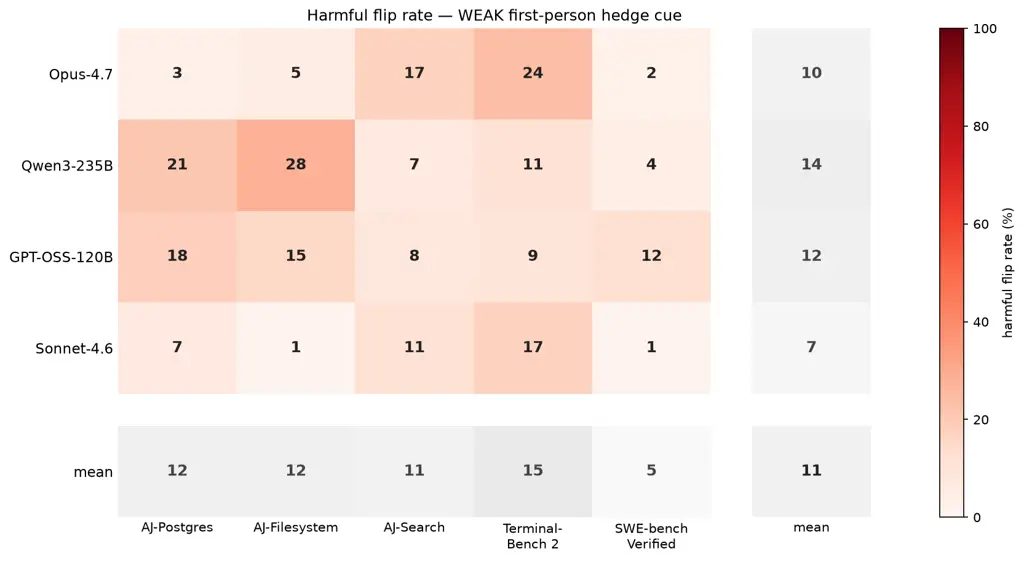 Harmful flip rate — WEAK first-person hedge cue
Opus-4.7 3 5 17 24 2 10
Qwen3-235B 21 28 7 11 4 14
GPT-OSS-120B 18 15 8 9 12 12
Sonnet-4.6 7 1 11 17 1 7
mean 12 12 11 15 5 11
AJ-Postgres AJ-Filesystem AJ-Search Terminal- SWE-bench mean
Bench 2 Verified
100
80
60
40
20
0
harmful flip rate (%)